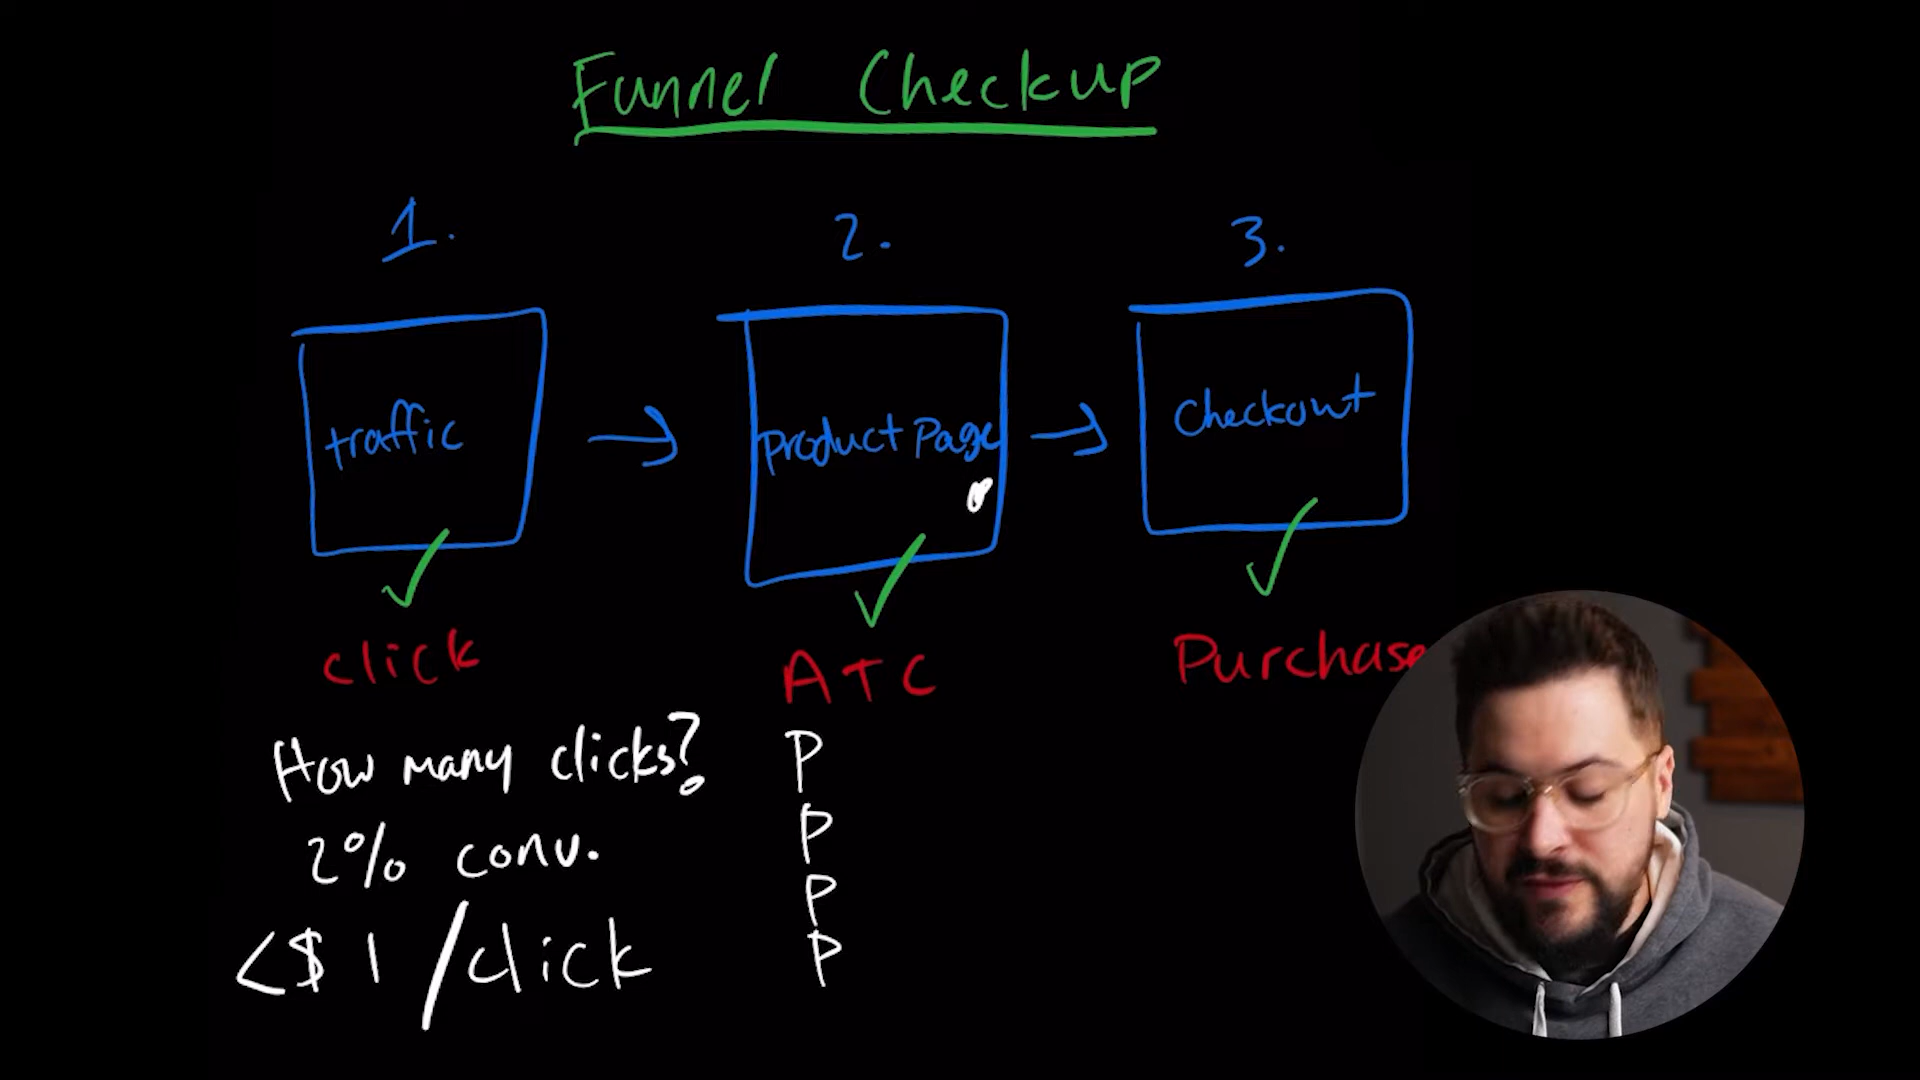 Funnel Checkup
1. 2. 3.
traffic
Product Page
Checkout
click
ATC
Purchase
How many clicks?
2% conv.
<$1/click
P
P
P
P